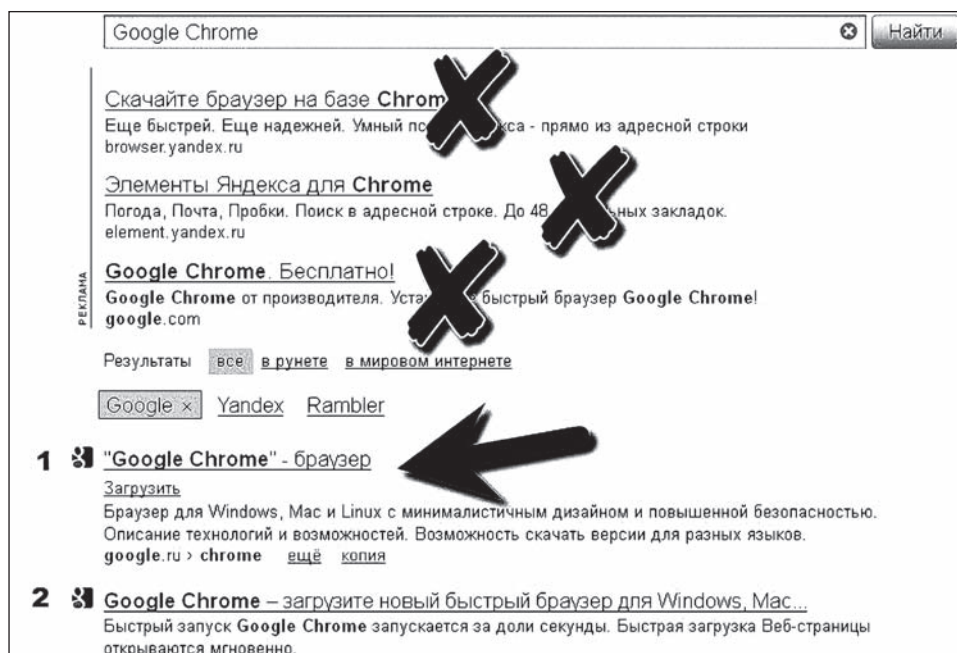 Google Chrome
Найти
Скачайте браузер на базе Chrom
Еще быстрей. Еще надежней. Умный - прямо из адресной строки
browser.yandex.ru
Элементы Яндекса для Chrome
Погода, Почта, Пробки. Поиск в адресной строке. До 48 закладок.
element.yandex.ru
Google Chrome. Бесплатно!
Google Chrome от производителя. быстрый браузер Google Chrome!
google.com
РЕКЛАМА
Результаты все в рунете в мировом интернете
Google × Yandex Rambler
1 "Google Chrome" - браузер
Загрузить
Браузер для Windows, Mac и Linux с минималистичным дизайном и повышенной безопасностью.
Описание технологий и возможностей. Возможность скачать версии для разных языков.
google.ru › chrome ещё копия
2 Google Chrome – загрузите новый быстрый браузер для Windows, Mac...
Быстрый запуск Google Chrome запускается за доли секунды. Быстрая загрузка Веб-страницы
открываются мгновенно.